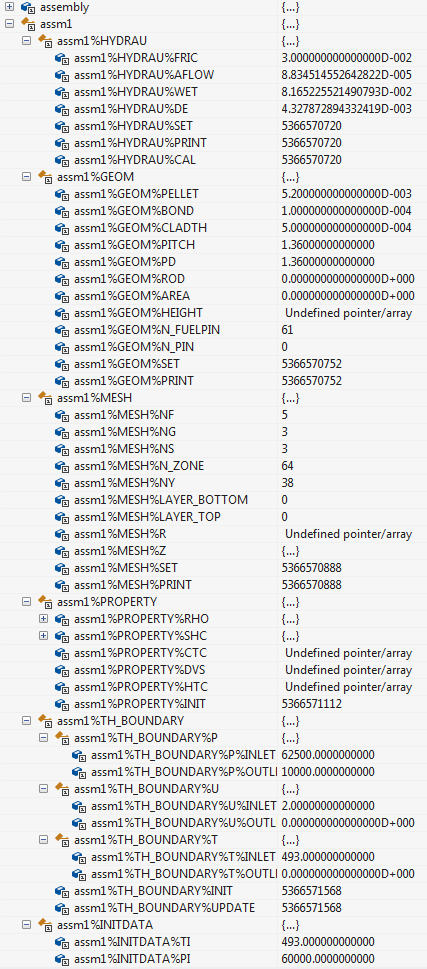 assembly {...}
assm1 {...}
assm1%HYDRAU {...}
assm1%HYDRAU%FRIC 3.000000000000000D-002
assm1%HYDRAU%AFLOW 8.834514552642822D-005
assm1%HYDRAU%WET 8.165225521490793D-002
assm1%HYDRAU%DE 4.327872894332419D-003
assm1%HYDRAU%SET 5366570720
assm1%HYDRAU%PRINT 5366570720
assm1%HYDRAU%CAL 5366570720
assm1%GEOM {...}
assm1%GEOM%PELLET 5.200000000000000D-003
assm1%GEOM%BOND 1.000000000000000D-004
assm1%GEOM%CLADTH 5.000000000000000D-004
assm1%GEOM%PITCH 1.36000000000000
assm1%GEOM%PD 1.36000000000000
assm1%GEOM%ROD 0.000000000000000D+000
assm1%GEOM%AREA 0.000000000000000D+000
assm1%GEOM%HEIGHT Undefined pointer/array
assm1%GEOM%N_FUELPIN 61
assm1%GEOM%N_PIN 0
assm1%GEOM%SET 5366570752
assm1%GEOM%PRINT 5366570752
assm1%MESH {...}
assm1%MESH%NF 5
assm1%MESH%NG 3
assm1%MESH%NS 3
assm1%MESH%N_ZONE 64
assm1%MESH%NY 38
assm1%MESH%LAYER_BOTTOM 0
assm1%MESH%LAYER_TOP 0
assm1%MESH%R Undefined pointer/array
assm1%MESH%Z {...}
assm1%MESH%SET 5366570888
assm1%MESH%PRINT 5366570888
assm1%PROPERTY {...}
assm1%PROPERTY%RHO {...}
assm1%PROPERTY%SHC {...}
assm1%PROPERTY%CTC Undefined pointer/array
assm1%PROPERTY%DVS Undefined pointer/array
assm1%PROPERTY%HTC Undefined pointer/array
assm1%PROPERTY%INIT 5366571112
assm1%TH_BOUNDARY {...}
assm1%TH_BOUNDARY%P {...}
assm1%TH_BOUNDARY%P%INLET 62500.0000000000
assm1%TH_BOUNDARY%P%OUTL 10000.0000000000
assm1%TH_BOUNDARY%U {...}
assm1%TH_BOUNDARY%U%INLET 2.00000000000000
assm1%TH_BOUNDARY%U%OUTL 0.000000000000000D+000
assm1%TH_BOUNDARY%T {...}
assm1%TH_BOUNDARY%T%INLET 493.000000000000
assm1%TH_BOUNDARY%T%OUTL 0.000000000000000D+000
assm1%TH_BOUNDARY%INIT 5366571568
assm1%TH_BOUNDARY%UPDATE 5366571568
assm1%INITDATA {...}
assm1%INITDATA%TI 493.000000000000
assm1%INITDATA%PI 60000.0000000000